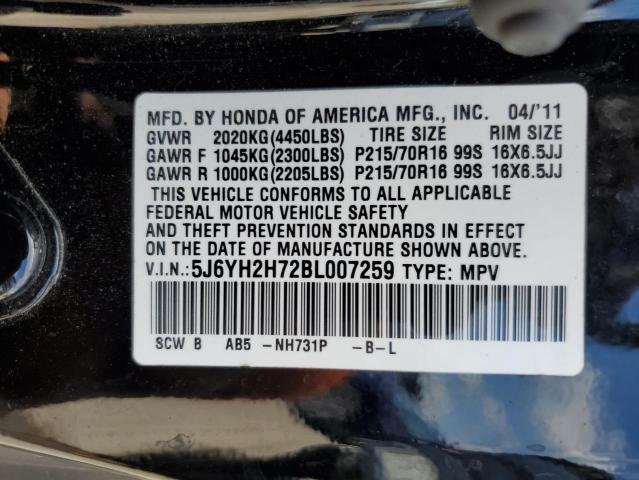 MFD. BY HONDA OF AMERICA MFG., INC. 04/'11
GVWR 2020KG(4450LBS) TIRE SIZE RIM SIZE
GAWR F 1045KG(2300LBS) P215/70R16 99S 16X6.5JJ
GAWR R 1000KG(2205LBS) P215/70R16 99S 16X6.5JJ
THIS VEHICLE CONFORMS TO ALL APPLICABLE
FEDERAL MOTOR VEHICLE SAFETY
AND THEFT PREVENTION STANDARDS IN EFFECT
ON THE DATE OF MANUFACTURE SHOWN ABOVE.
V.I.N.: 5J6YH2H72BL007259 TYPE: MPV
SCW B AB5 -NH731P -B-L